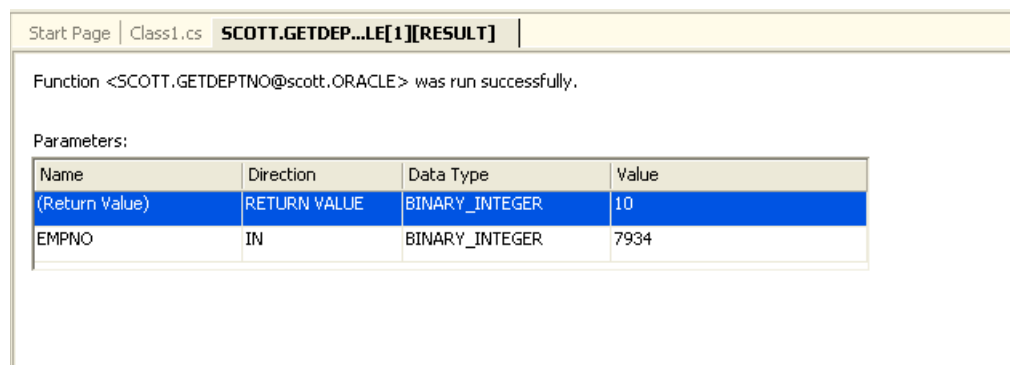 Start Page Class1.cs SCOTT.GETDEP...LE[1][RESULT]
Function <SCOTT.GETDEPTNO@scott.ORACLE> was run successfully.
Parameters:
Name Direction Data Type Value
(Return Value) RETURN VALUE BINARY_INTEGER 10
EMPNO IN BINARY_INTEGER 7934